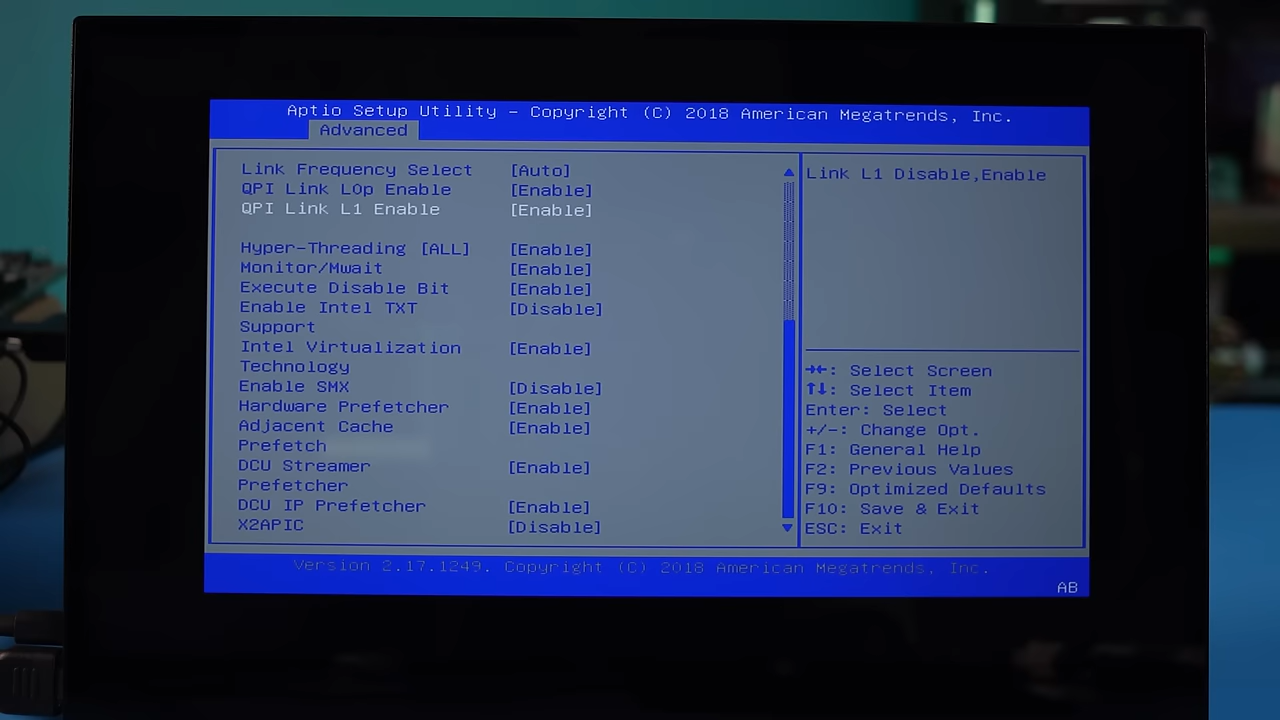 Aptio Setup Utility – Copyright (C) 2018 American Megatrends, Inc.
Advanced
Link Frequency Select [Auto]
QPI Link L0p Enable [Enable]
QPI Link L1 Enable [Enable]
Hyper-Threading [ALL] [Enable]
Monitor/Mwait [Enable]
Execute Disable Bit [Enable]
Enable Intel TXT [Disable]
Support
Intel Virtualization [Enable]
Technology
Enable SMX [Disable]
Hardware Prefetcher [Enable]
Adjacent Cache [Enable]
Prefetch
DCU Streamer [Enable]
Prefetcher
DCU IP Prefetcher [Enable]
X2APIC [Disable]
Link L1 Disable,Enable
→←: Select Screen
↑↓: Select Item
Enter: Select
+/-: Change Opt.
F1: General Help
F2: Previous Values
F9: Optimized Defaults
F10: Save & Exit
ESC: Exit
Version 2.17.1249. Copyright (C) 2018 American Megatrends, Inc.
AB